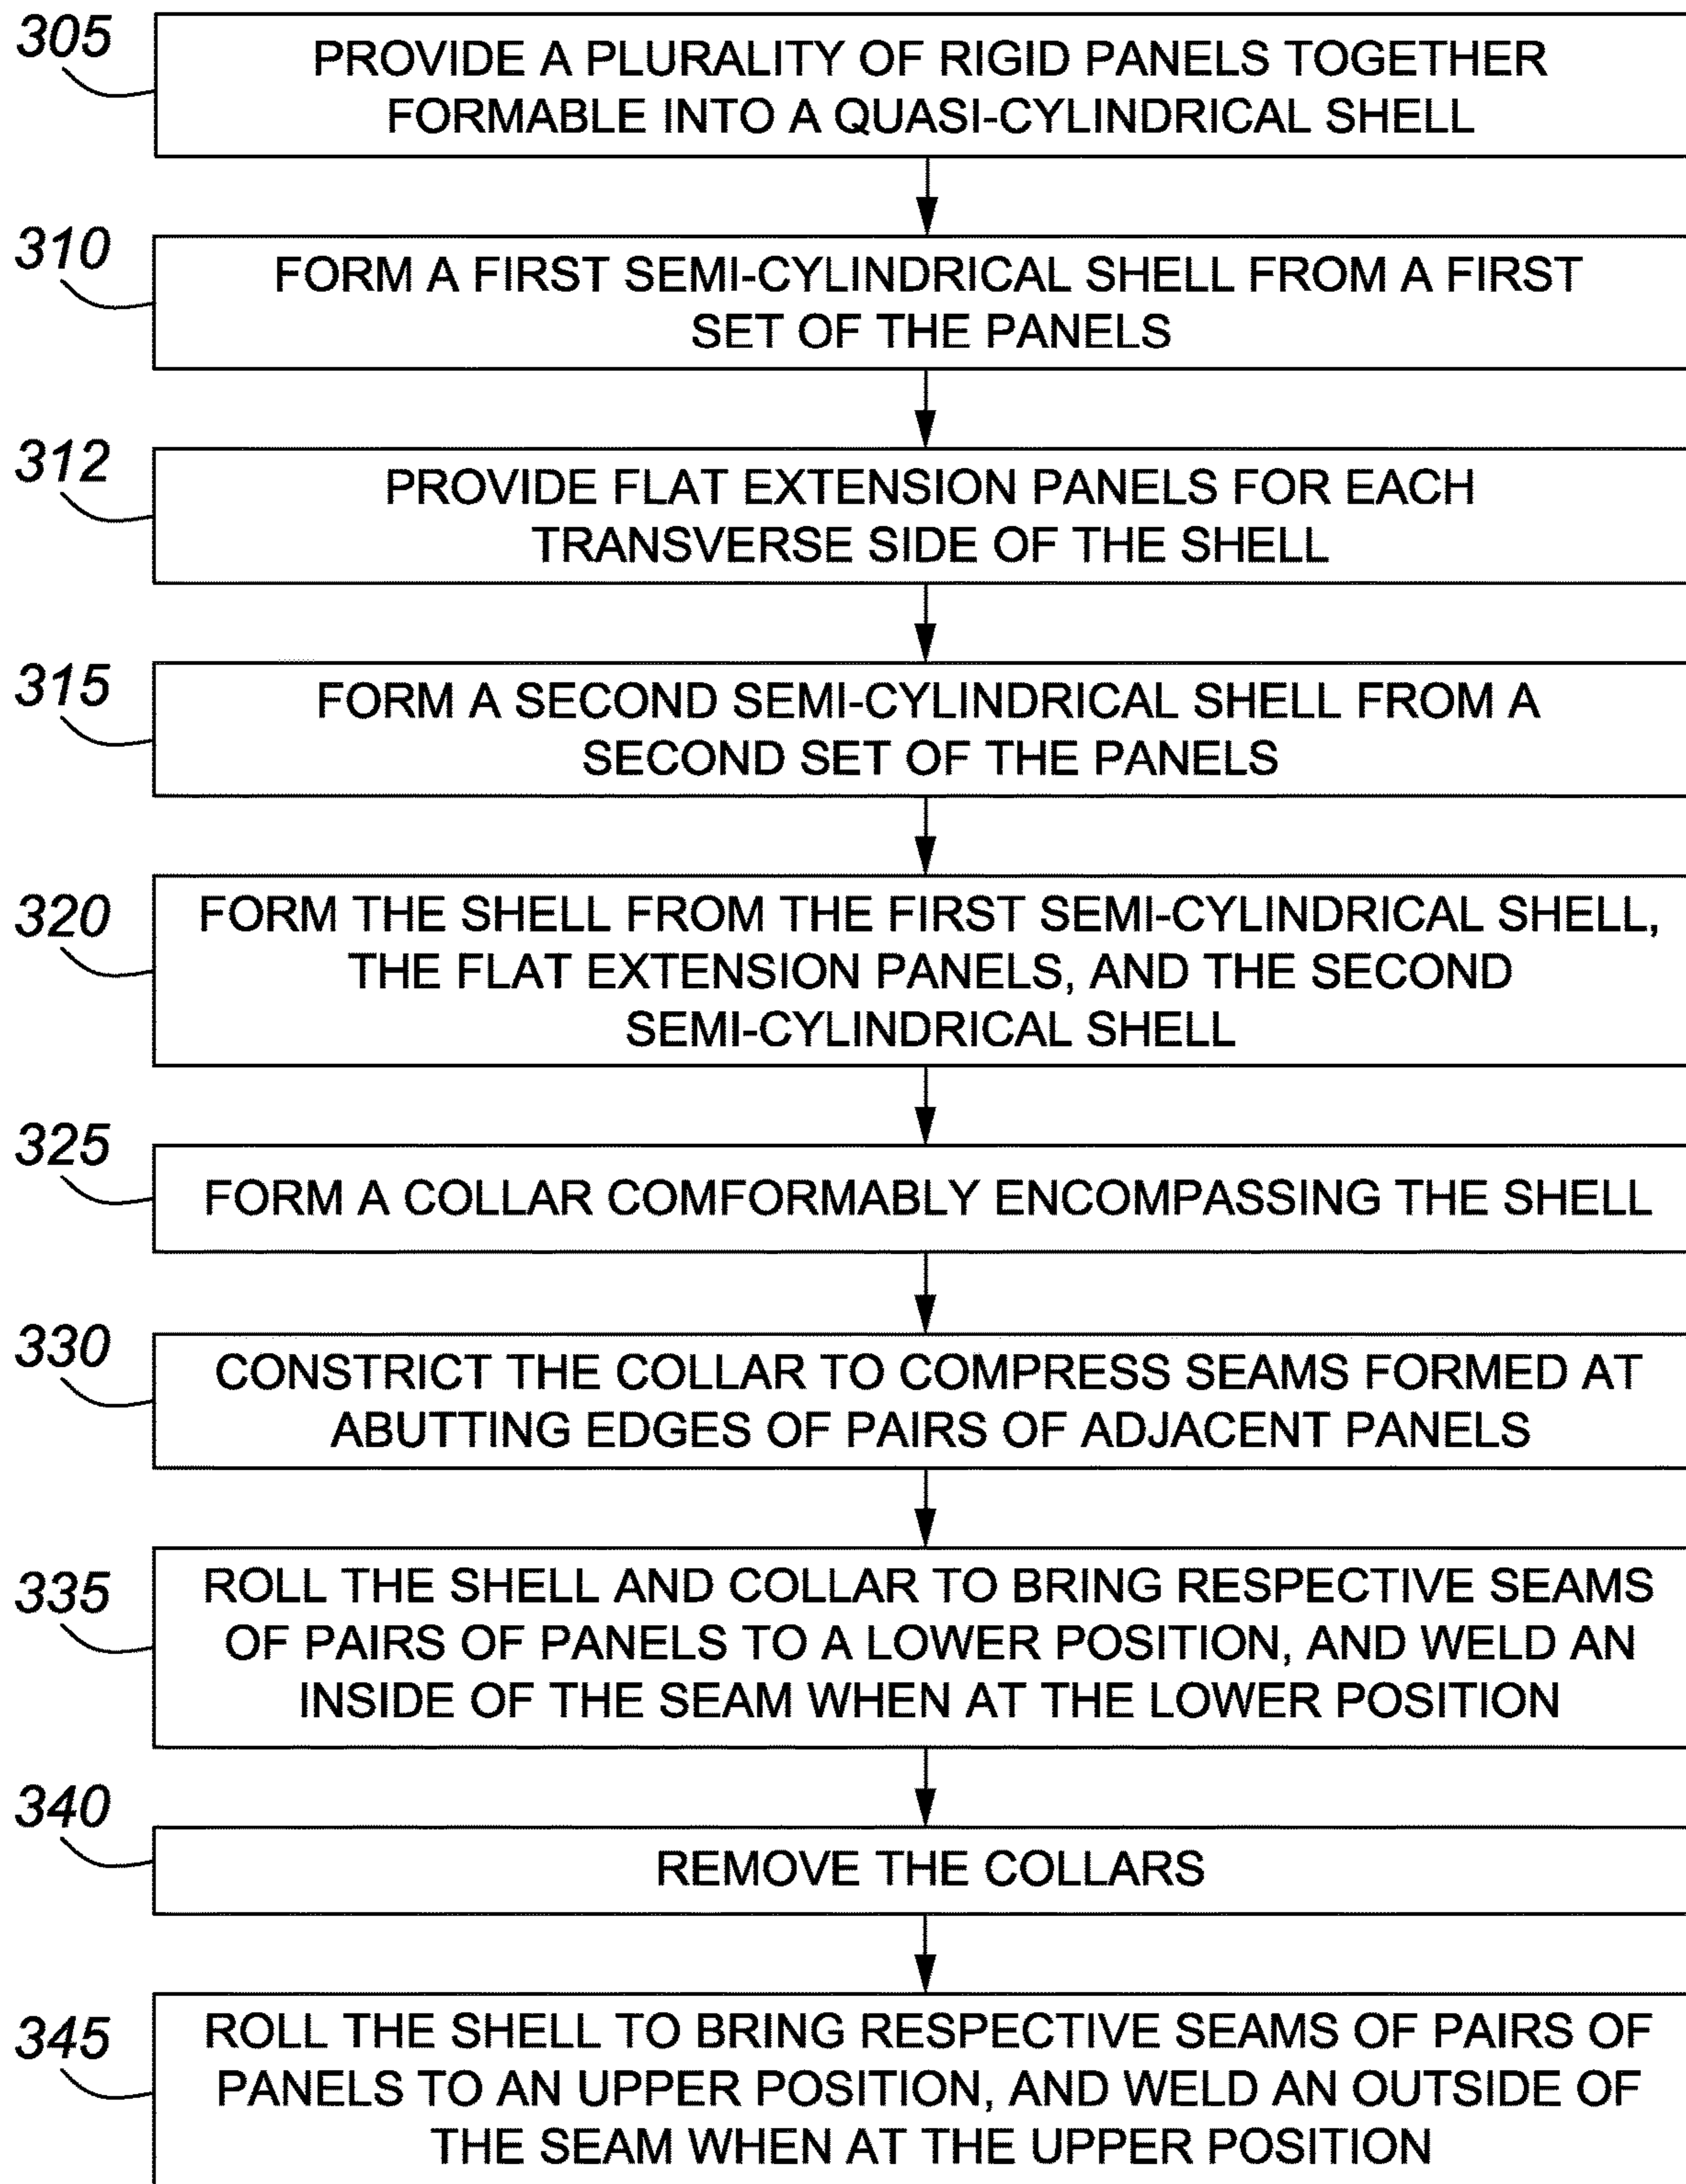 305
PROVIDE A PLURALITY OF RIGID PANELS TOGETHER
FORMABLE INTO A QUASI-CYLINDRICAL SHELL
310
FORM A FIRST SEMI-CYLINDRICAL SHELL FROM A FIRST
SET OF THE PANELS
312
PROVIDE FLAT EXTENSION PANELS FOR EACH
TRANSVERSE SIDE OF THE SHELL
315
FORM A SECOND SEMI-CYLINDRICAL SHELL FROM A
SECOND SET OF THE PANELS
320
FORM THE SHELL FROM THE FIRST SEMI-CYLINDRICAL SHELL,
THE FLAT EXTENSION PANELS, AND THE SECOND
SEMI-CYLINDRICAL SHELL
325
FORM A COLLAR COMFORMABLY ENCOMPASSING THE SHELL
330
CONSTRICT THE COLLAR TO COMPRESS SEAMS FORMED AT
ABUTTING EDGES OF PAIRS OF ADJACENT PANELS
335
ROLL THE SHELL AND COLLAR TO BRING RESPECTIVE SEAMS
OF PAIRS OF PANELS TO A LOWER POSITION, AND WELD AN
INSIDE OF THE SEAM WHEN AT THE LOWER POSITION
340
REMOVE THE COLLARS
345
ROLL THE SHELL TO BRING RESPECTIVE SEAMS OF PAIRS OF
PANELS TO AN UPPER POSITION, AND WELD AN OUTSIDE OF
THE SEAM WHEN AT THE UPPER POSITION